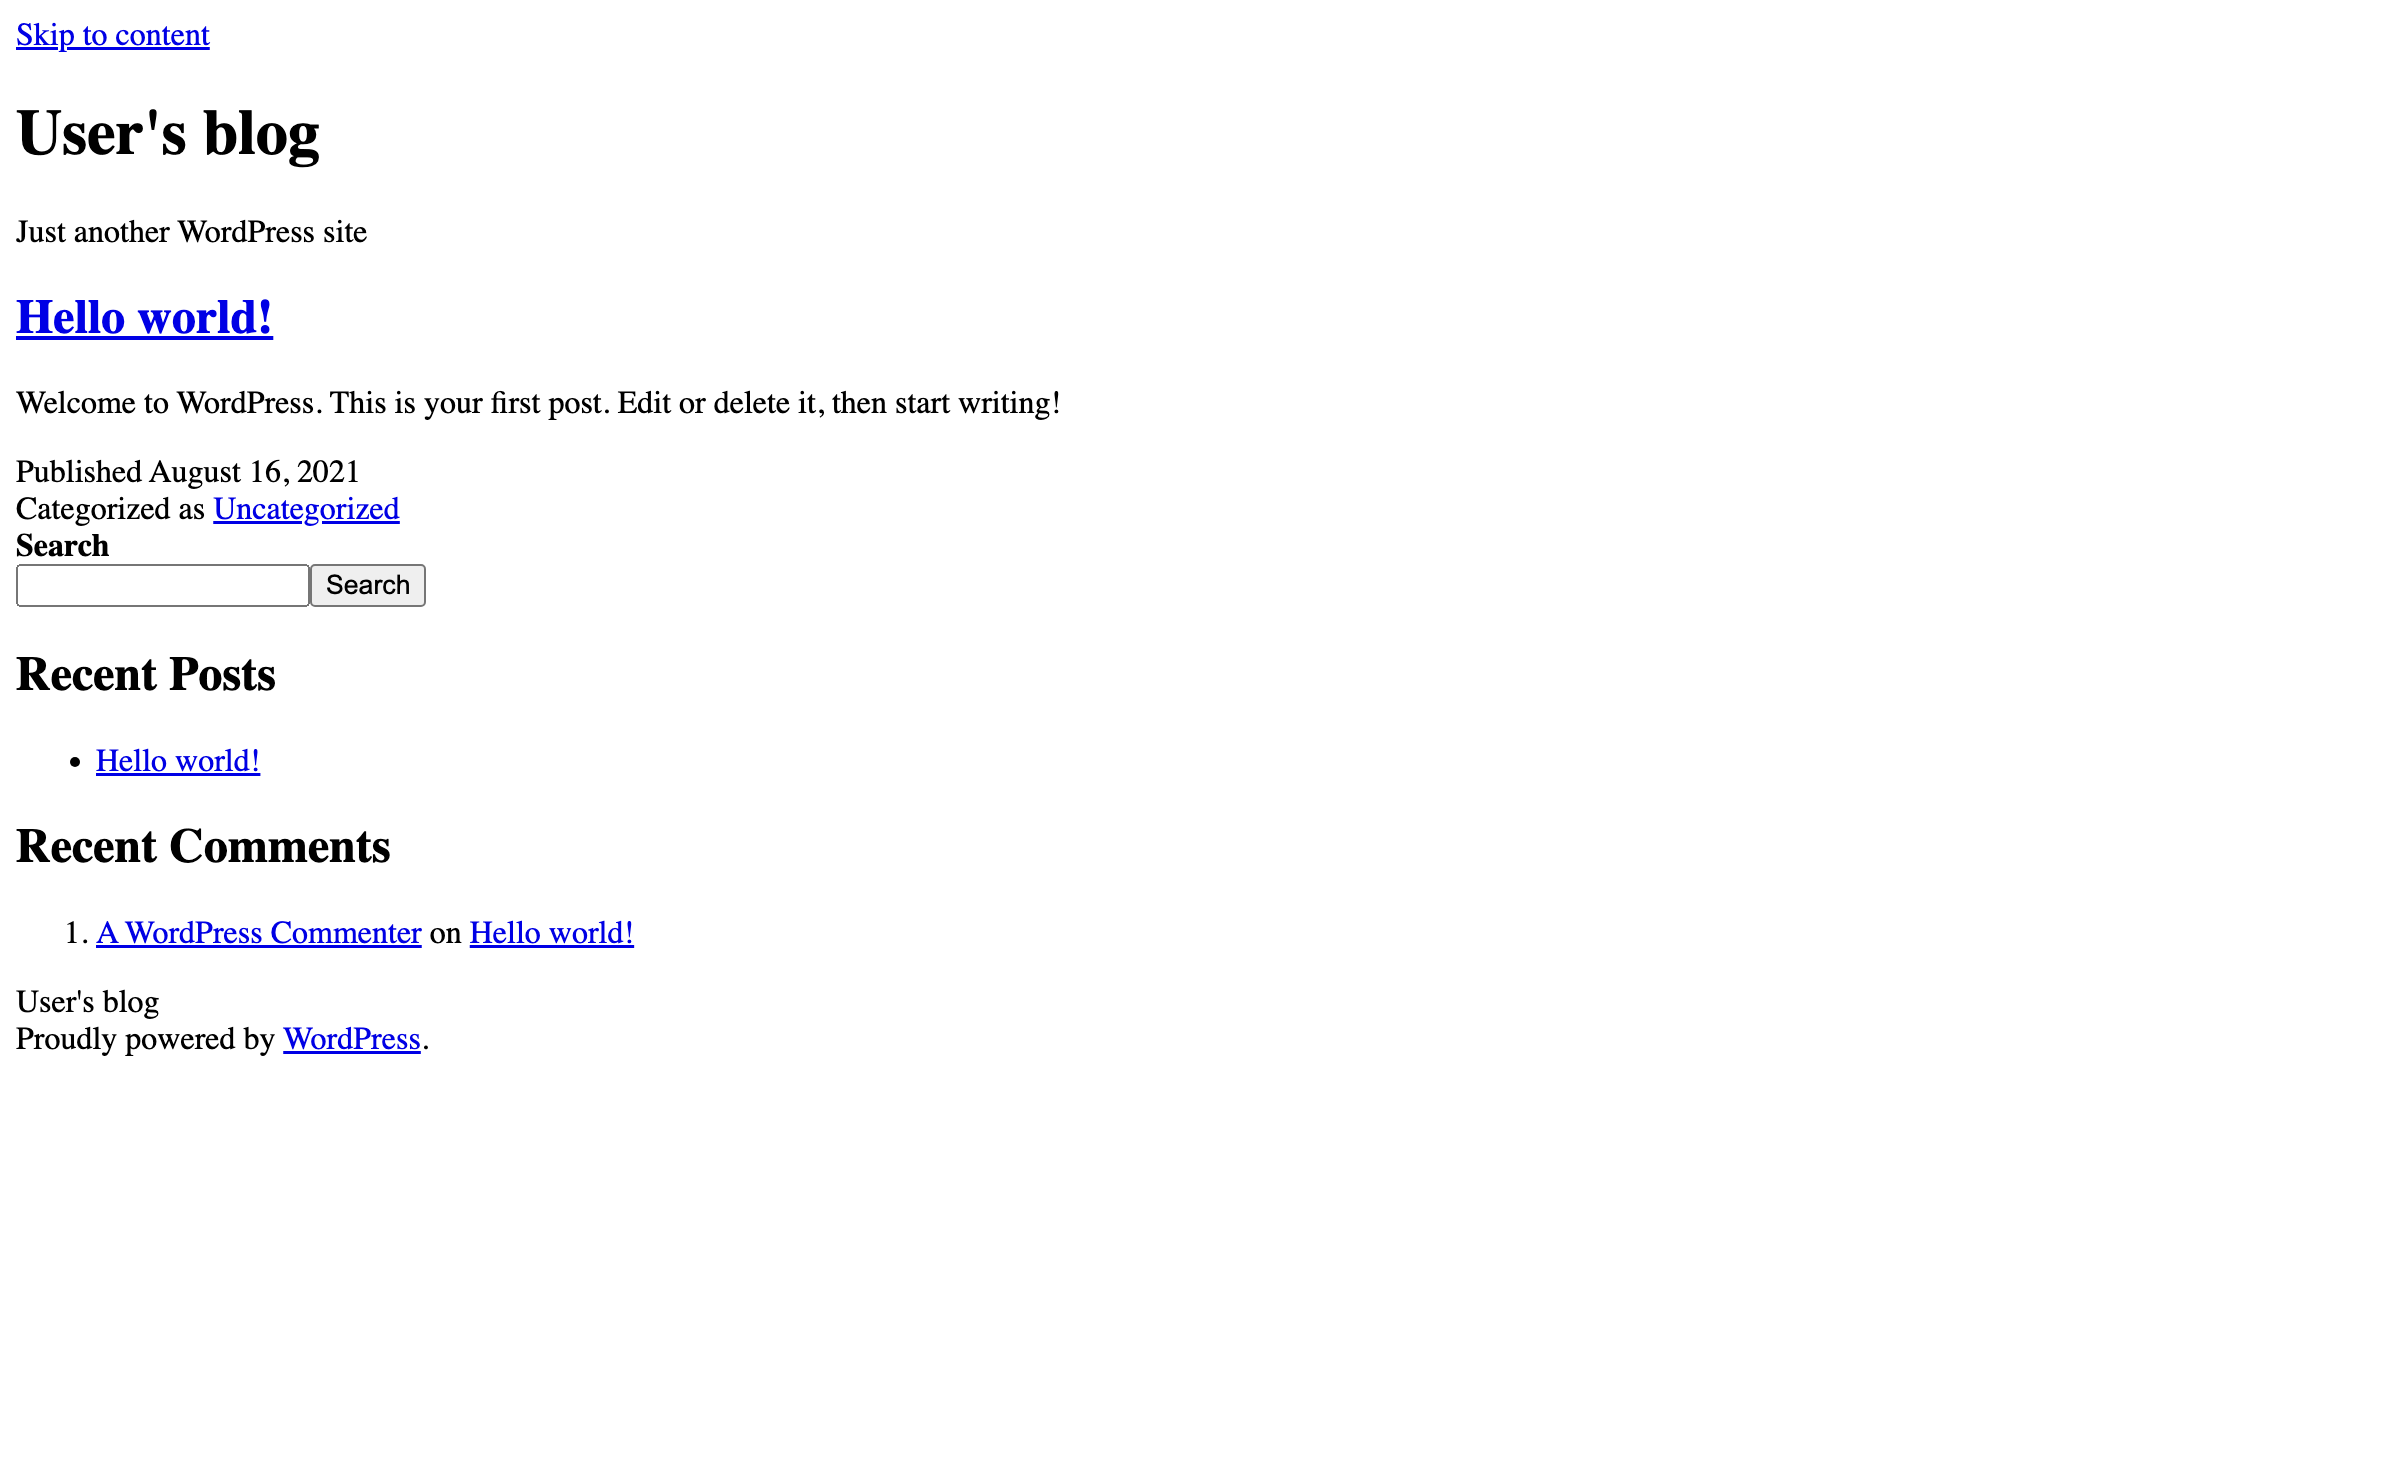 Skip to content
User's blog
Just another WordPress site
Hello world!
Welcome to WordPress. This is your first post. Edit or delete it, then start writing!
Published August 16, 2021
Categorized as Uncategorized
Search
Search
Recent Posts
• Hello world!
Recent Comments
1. A WordPress Commenter on Hello world!
User's blog
Proudly powered by WordPress.